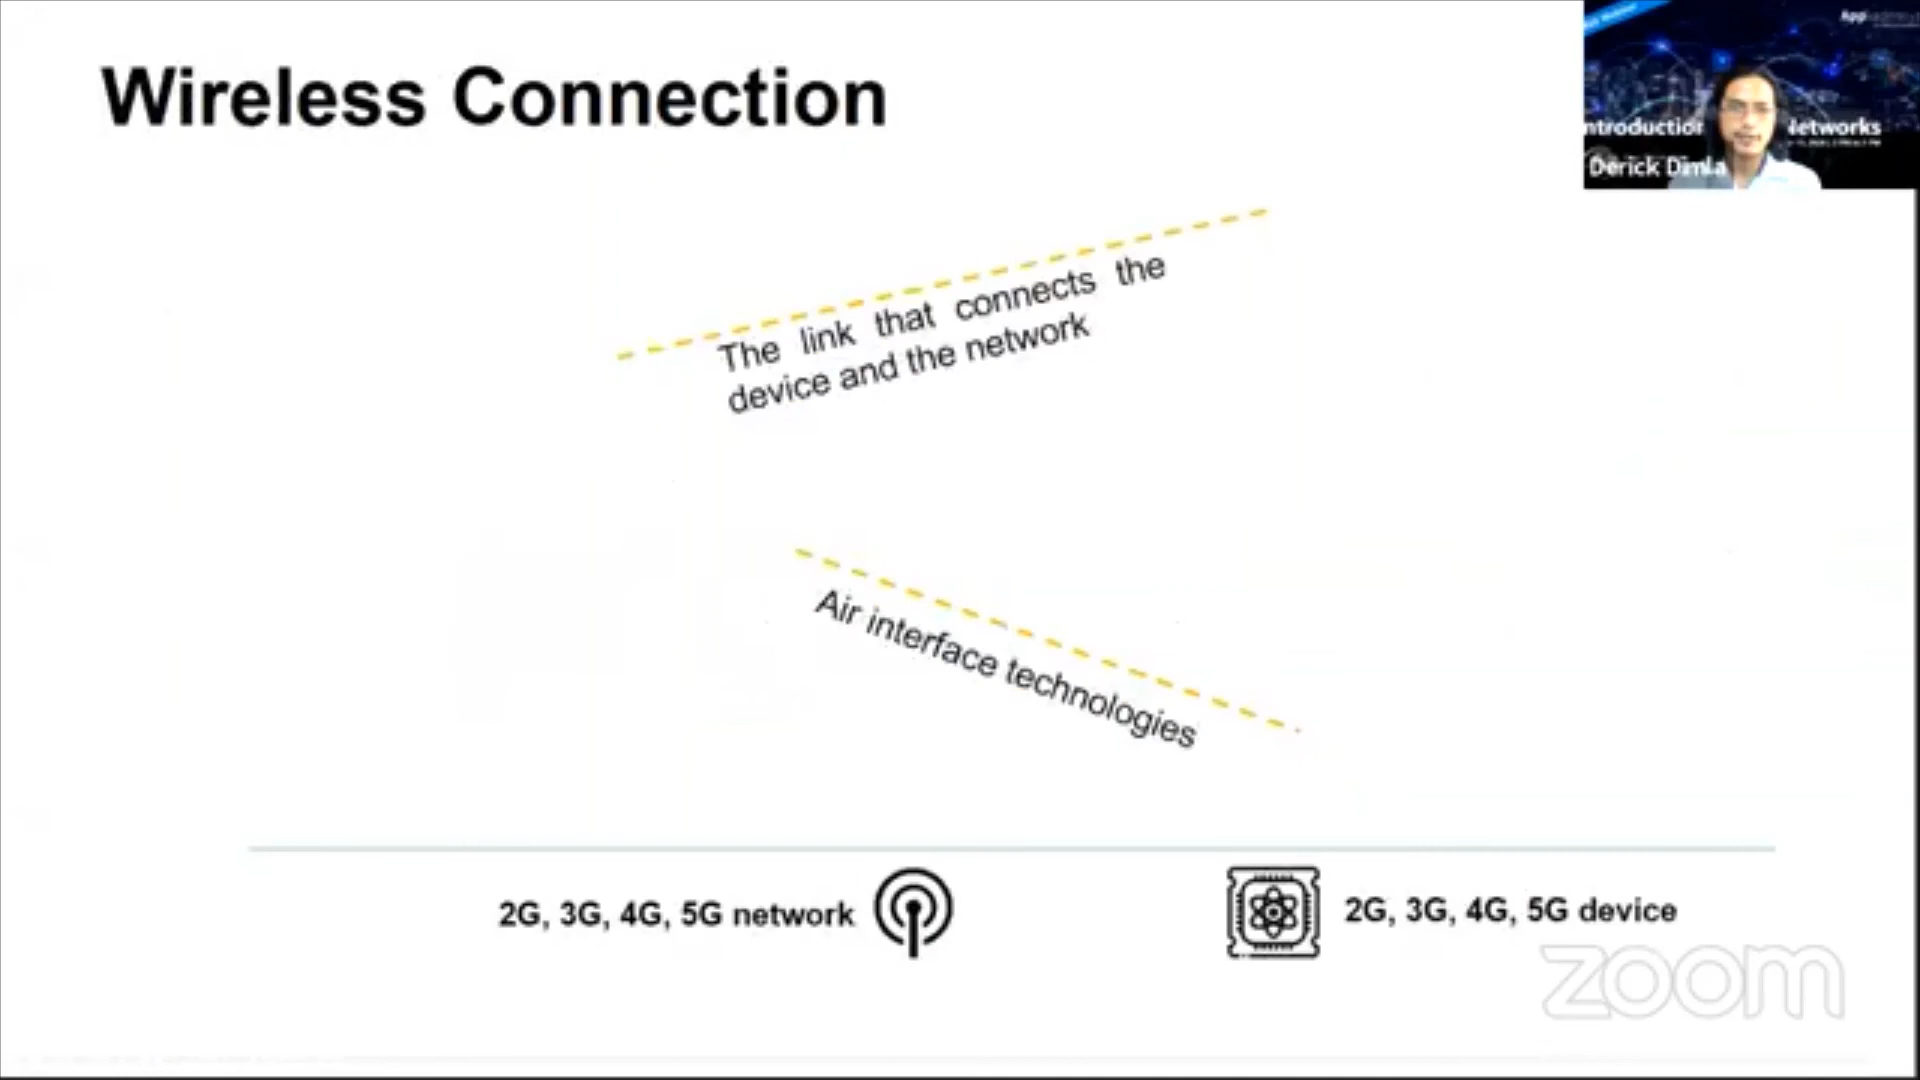 Wireless Connection
App
ntroduction Networks
Derick Dimla
The link that connects the
device and the network
Air interface technologies
2G, 3G, 4G, 5G network
2G, 3G, 4G, 5G device
zoom